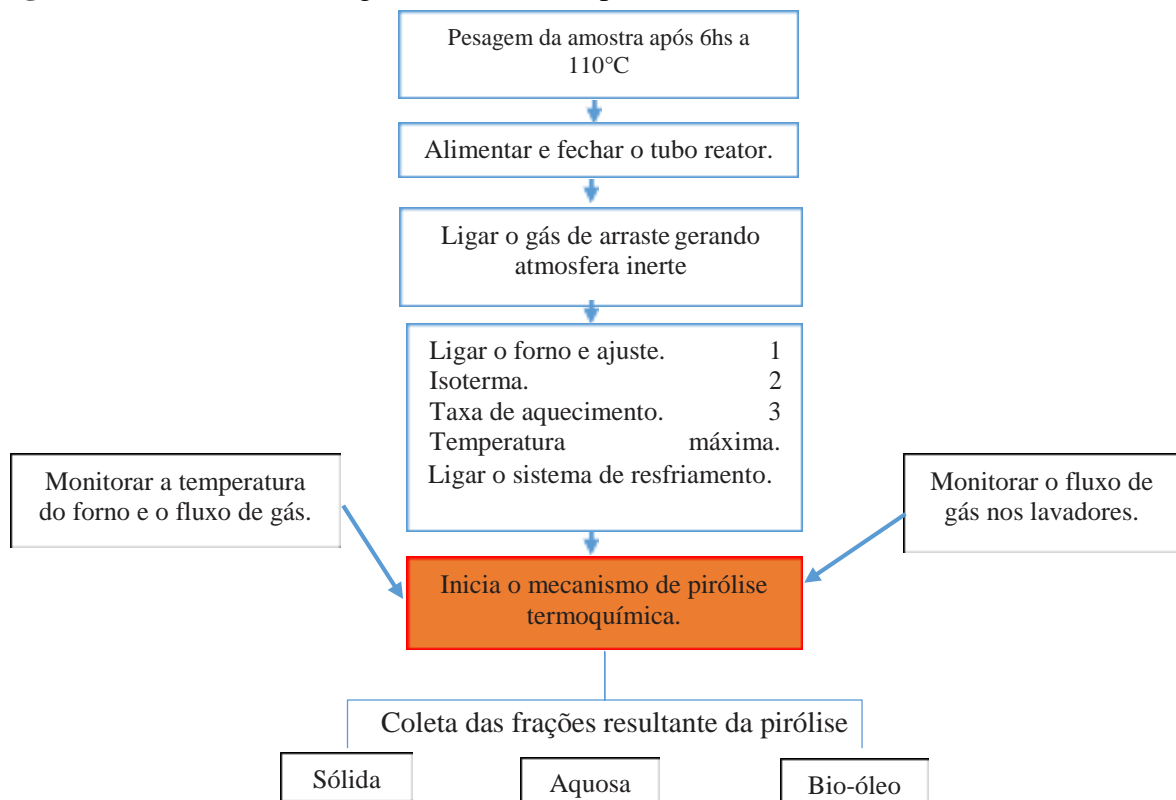 Pesagem da amostra após 6hs a
110°C
Alimentar e fechar o tubo reator.
Ligar o gás de arraste gerando
atmosfera inerte
Ligar o forno e ajuste. 1
Isoterma. 2
Taxa de aquecimento. 3
Temperatura máxima.
Ligar o sistema de resfriamento.
Monitorar a temperatura
do forno e o fluxo de gás.
Monitorar o fluxo de
gás nos lavadores.
Inicia o mecanismo de pirólise
termoquímica.
Coleta das frações resultante da pirólise
Sólida
Aquosa
Bio-óleo